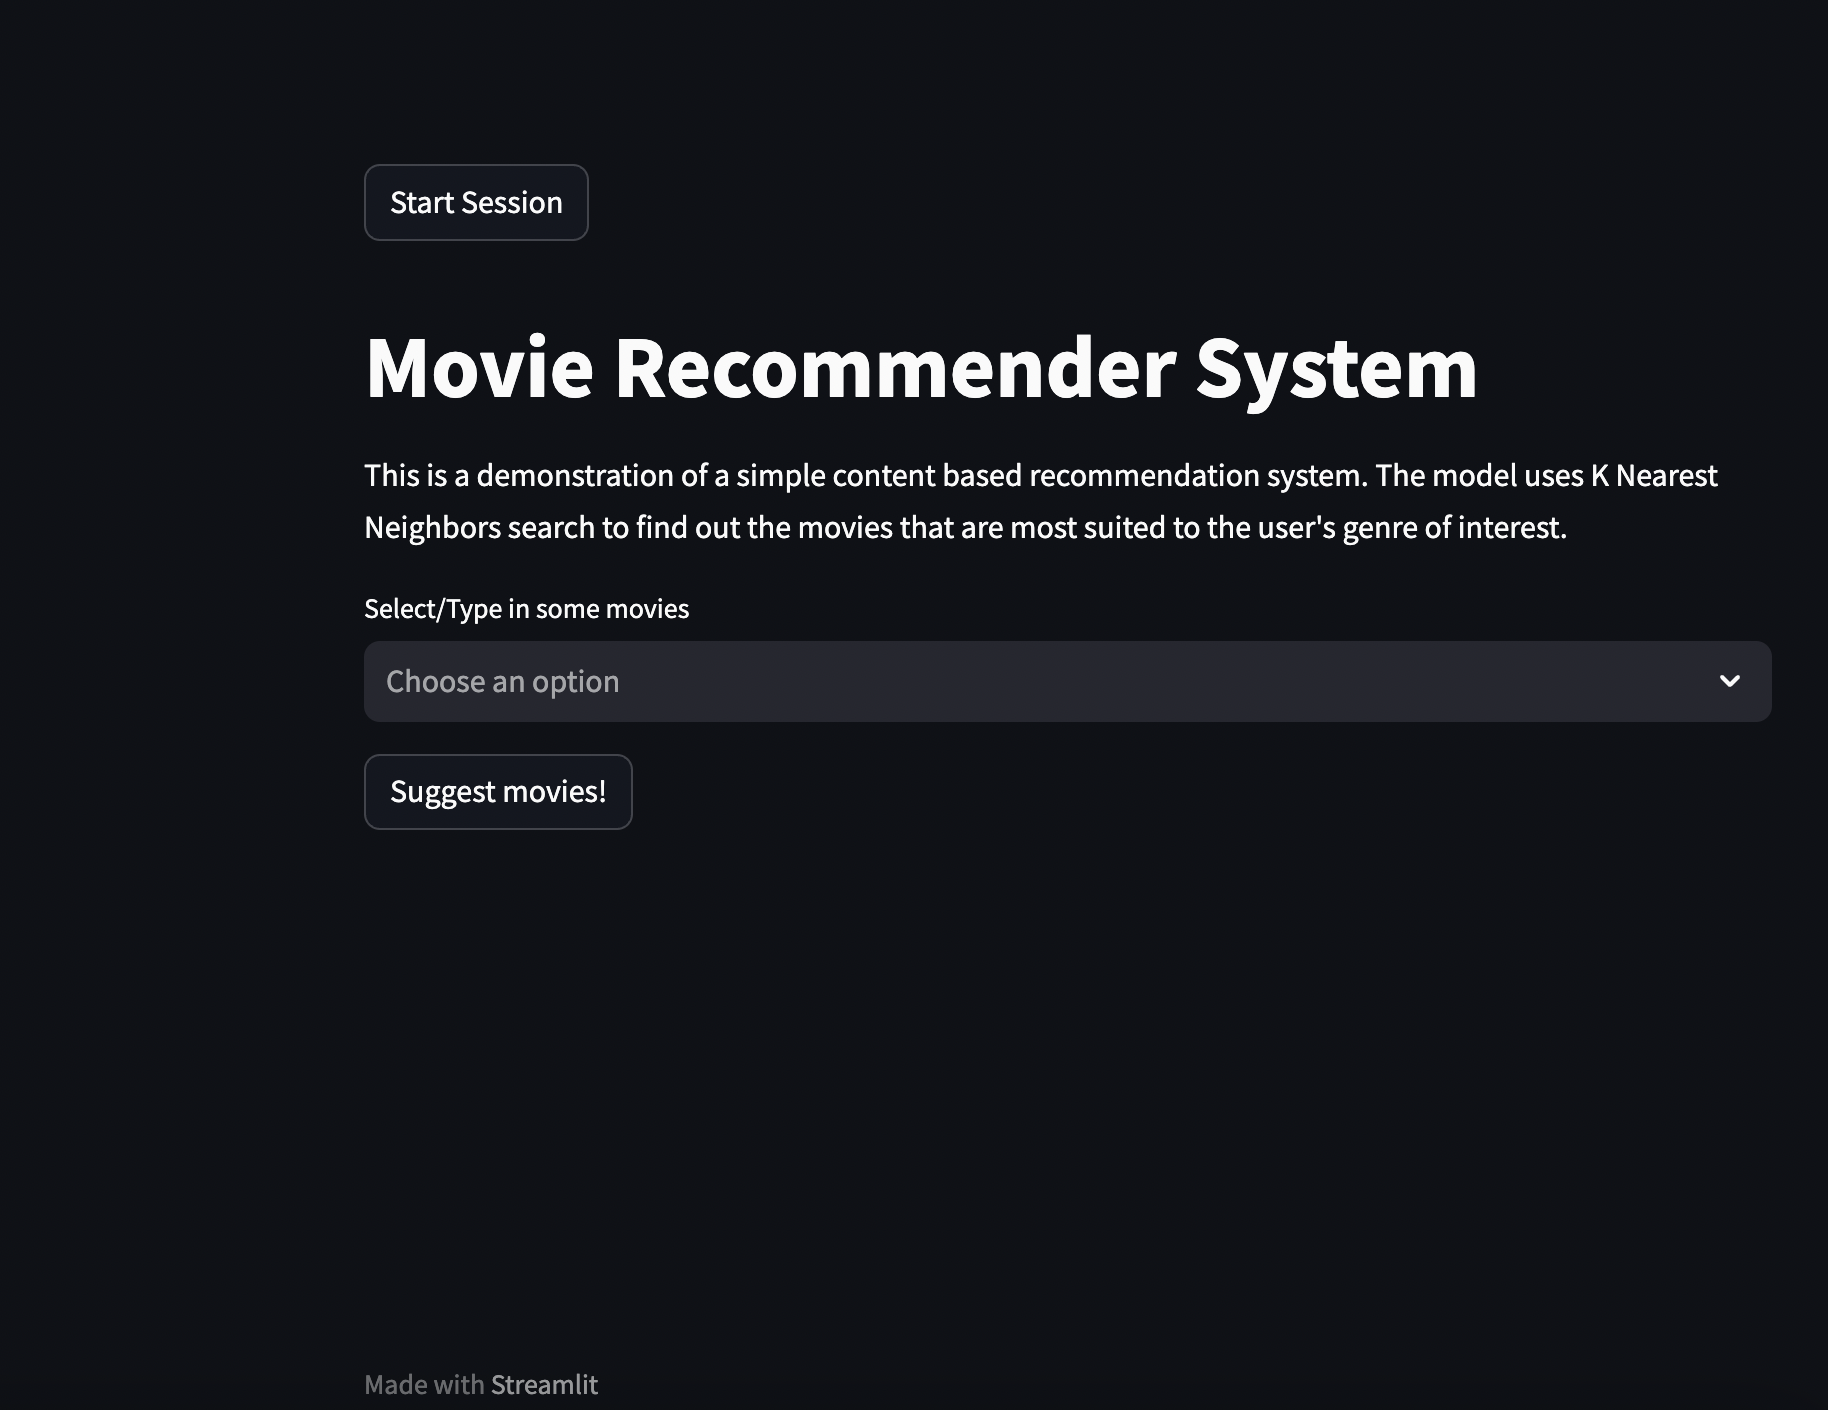 Start Session
Movie Recommender System
This is a demonstration of a simple content based recommendation system. The model uses K Nearest
Neighbors search to find out the movies that are most suited to the user's genre of interest.
Select/Type in some movies
Choose an option
Suggest movies!
Made with Streamlit